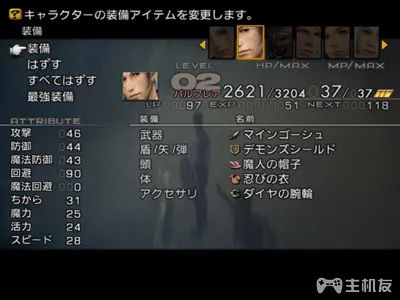 キャラクターの装備アイテムを変更します。
装備
装備
はずす
すべてはずす
最強装備
LEVEL HP/MAX MP/MAX
02 2621/3204 37/37
バルフレア
LP 97 EXP 51 NEXT 118
ATTRIBUTE 装備 名前
攻撃 046 武器 マインゴーシュ
防御 044 盾/矢/弾 デモンズシールド
魔法防御 043 頭 魔人の帽子
回避 090 体 忍びの衣
魔法回避 000 アクセサリ ダイヤの腕輪
ちから 31
魔力 25
活力 24
スピード 28
主机友